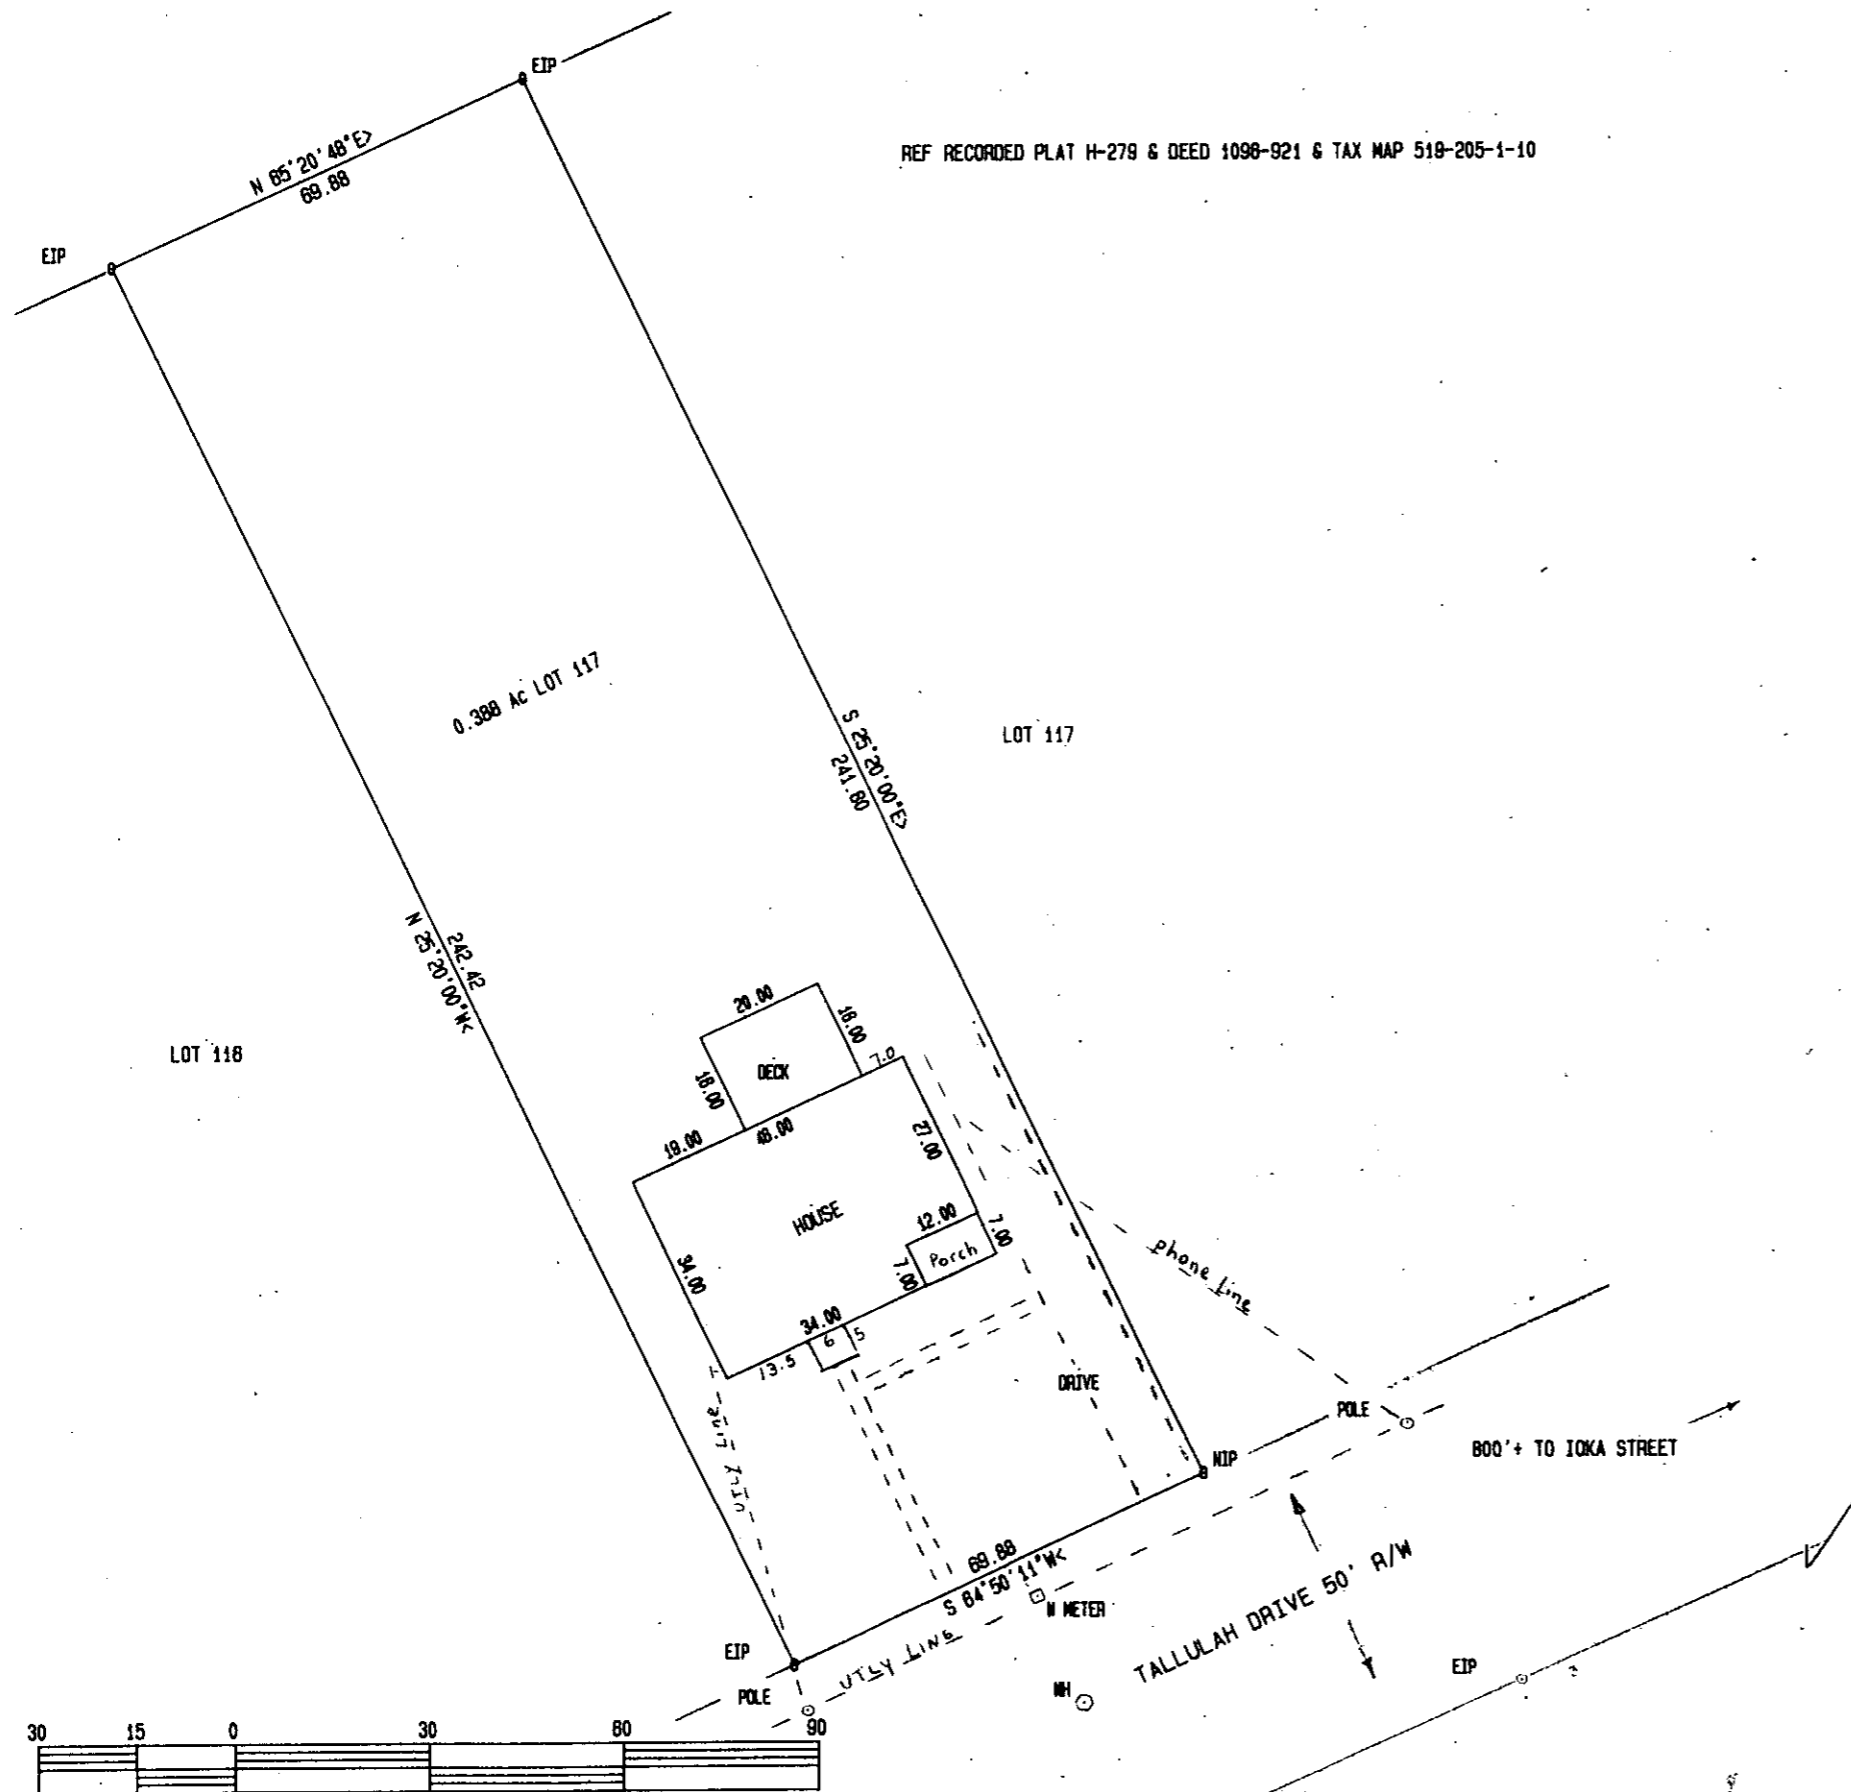 EIP
N 65°20'48"E>
69.88
REF RECORDED PLAT H-279 & DEED 1098-921 & TAX MAP 519-205-1-10
EIP
0.388 Ac LOT 117
S 25°20'00"E>
241.80
LOT 117
242.42
N 25°20'00"W<
LOT 118
20.00
16.00
7.0
DECK
16.00
19.00
46.00
27.00
HOUSE
12.00
7.00
Porch
7.00
34.00
phone line
34.00
6
5
13.5
DRIVE
UTLY Line
POLE
800'+ TO IOKA STREET
NIP
69.88
S 64°50'11"W<
W METER
TALLULAH DRIVE 50' R/W
EIP
UTLY LINE
POLE
MH
EIP
3
30 15 0 30 60 90